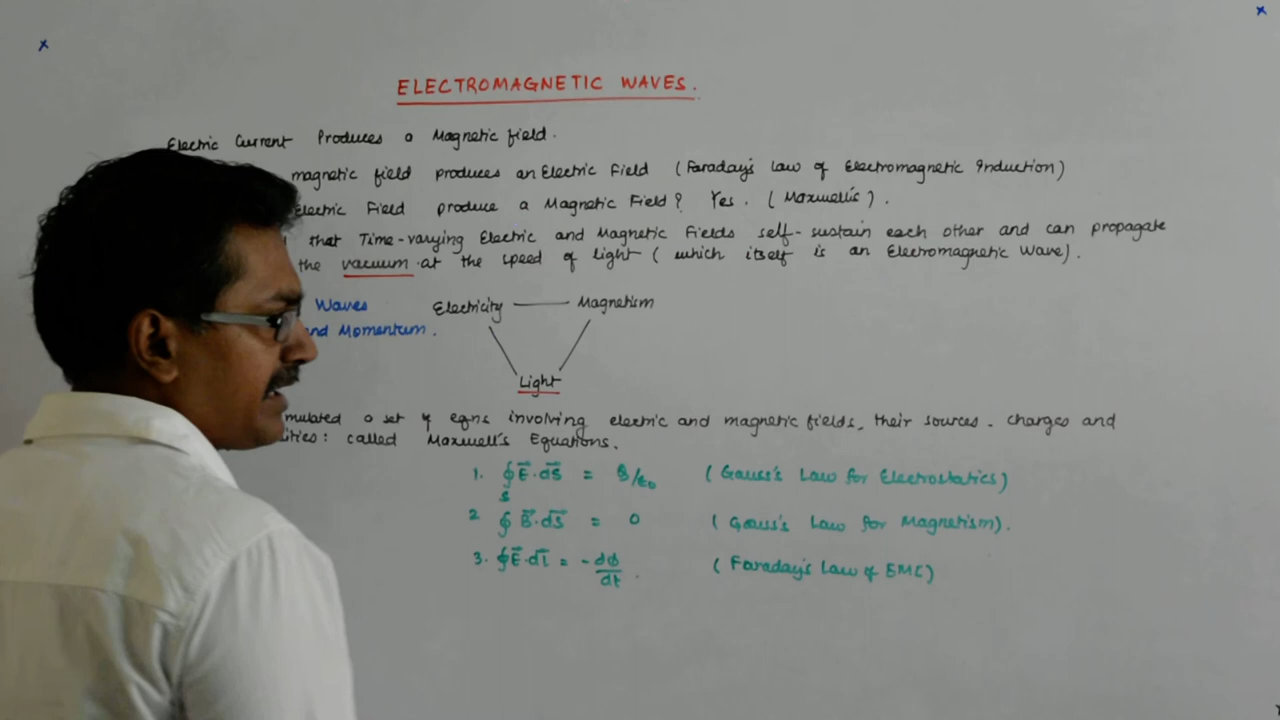 ELECTROMAGNETIC WAVES.
Electric Current Produces a Magnetic field.
magnetic field produces an Electric Field (Faraday's Law of Electromagnetic Induction)
Electric Field produce a Magnetic Field? Yes. (Maxwell's).
that Time-varying Electric and Magnetic Fields self-sustain each other and can propagate
the vacuum at the speed of light (which itself is an Electromagnetic Wave).
Waves
and Momentum.
Electricity — Magnetism
Light
mulated a set of eqns involving electric and magnetic fields, their sources. charges and
ities: called Maxwell's Equations.
1. ∮_S E⃗·dS⃗ = q/ε₀ (Gauss's Law for Electrostatics)
2 ∮ B⃗·dS⃗ = 0 (Gauss's Law for Magnetism).
3. ∮E⃗·dl⃗ = -dϕ/dt. (Faraday's Law of EMI)